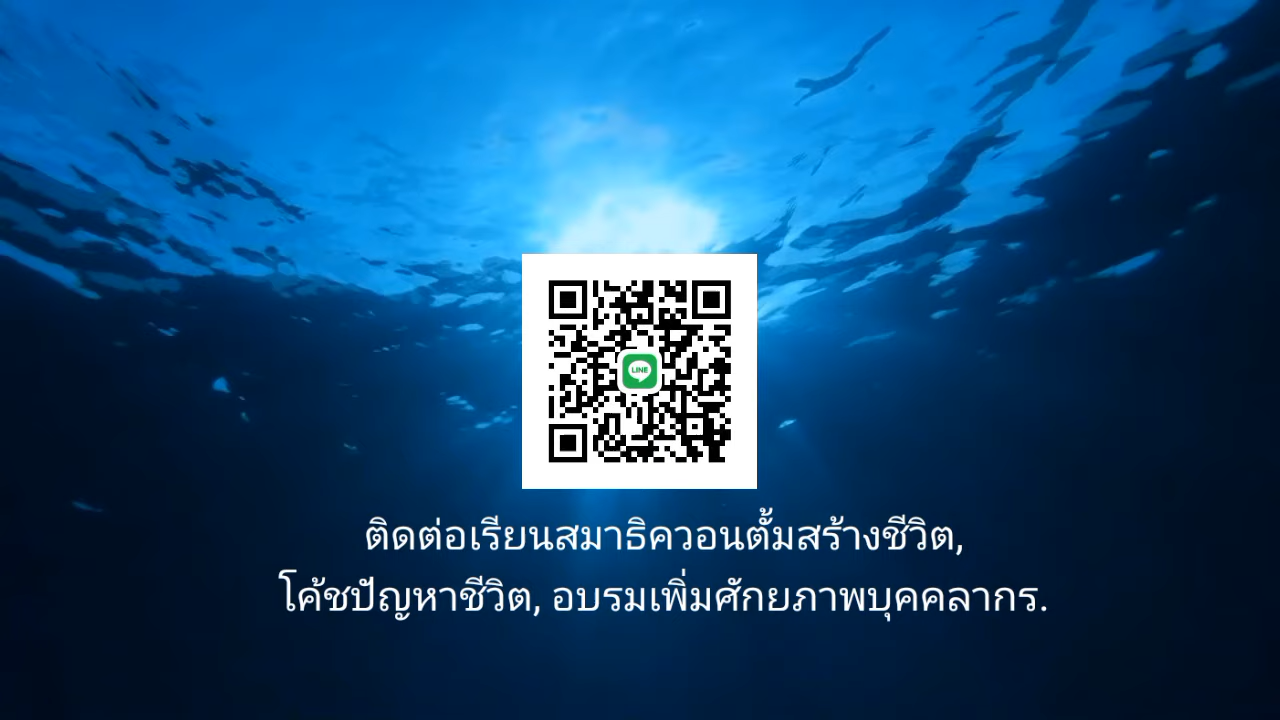 LINE
ติดต่อเรียนสมาธิควอนตั้มสร้างชีวิต,
โค้ชปัญหาชีวิต, อบรมเพิ่มศักยภาพบุคคลากร.